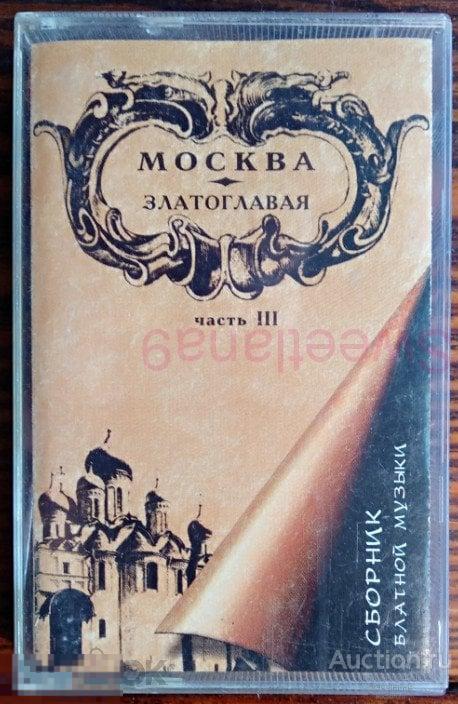 МОСКВА
ЗЛАТОГЛАВАЯ
часть III
Sweetlana9
СБОРНИК
БЛАТНОЙ МУЗЫКИ
Auction.ru